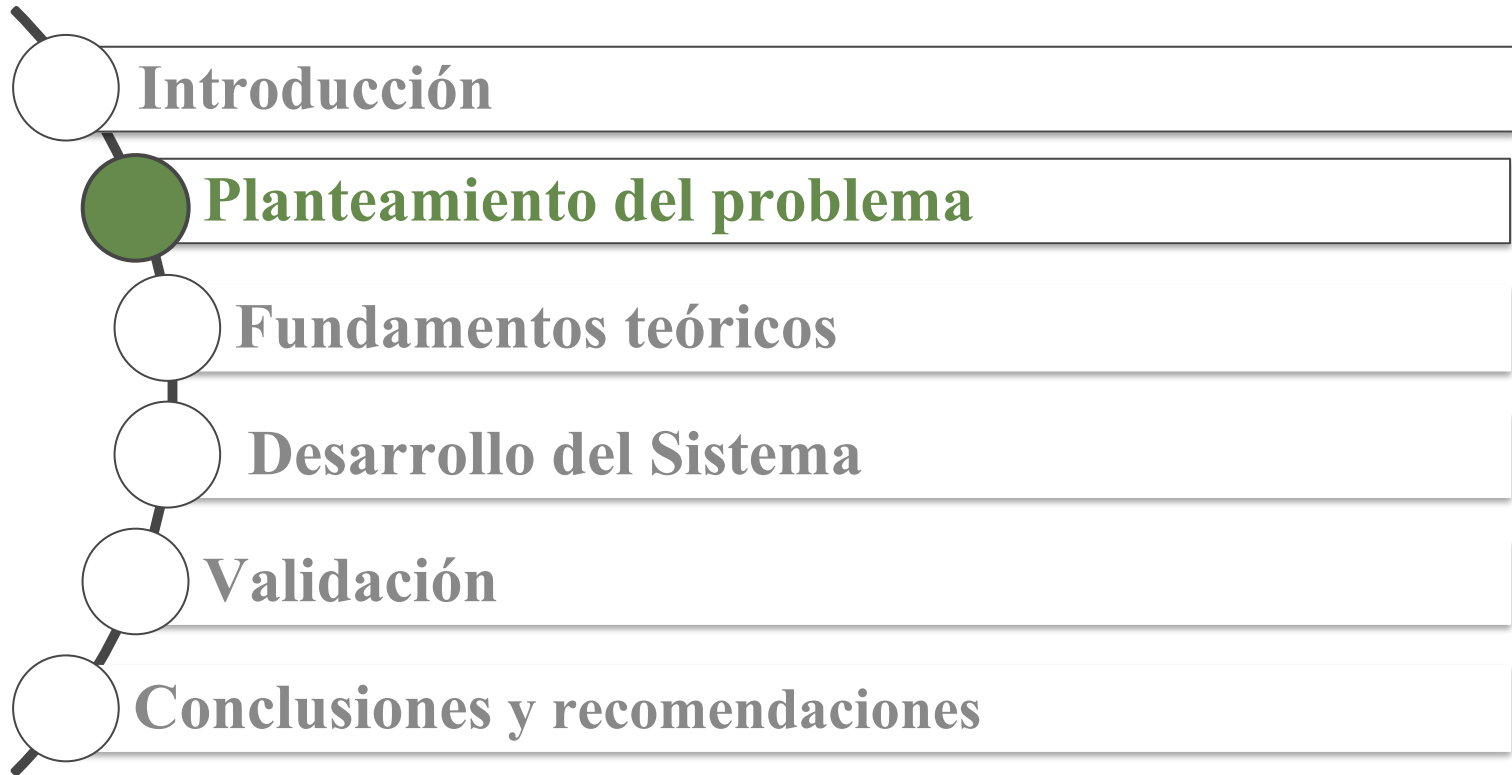 Introducción
Planteamiento del problema
Fundamentos teóricos
Desarrollo del Sistema
Validación
Conclusiones y recomendaciones